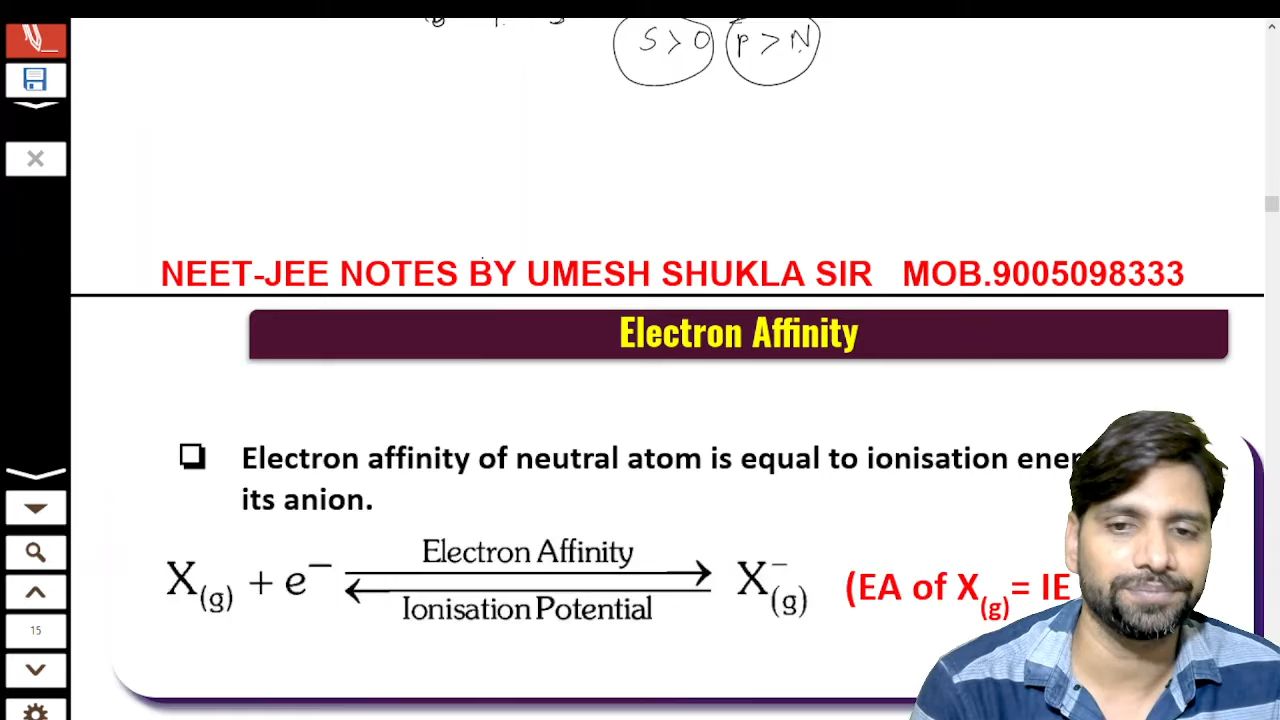 S > O P > N
NEET-JEE NOTES BY UMESH SHUKLA SIR MOB.9005098333
Electron Affinity
Electron affinity of neutral atom is equal to ionisation
its anion.
Electron Affinity
X(g) + e⁻ X⁻(g) (EA of X(g)= IE
Ionisation Potential
15